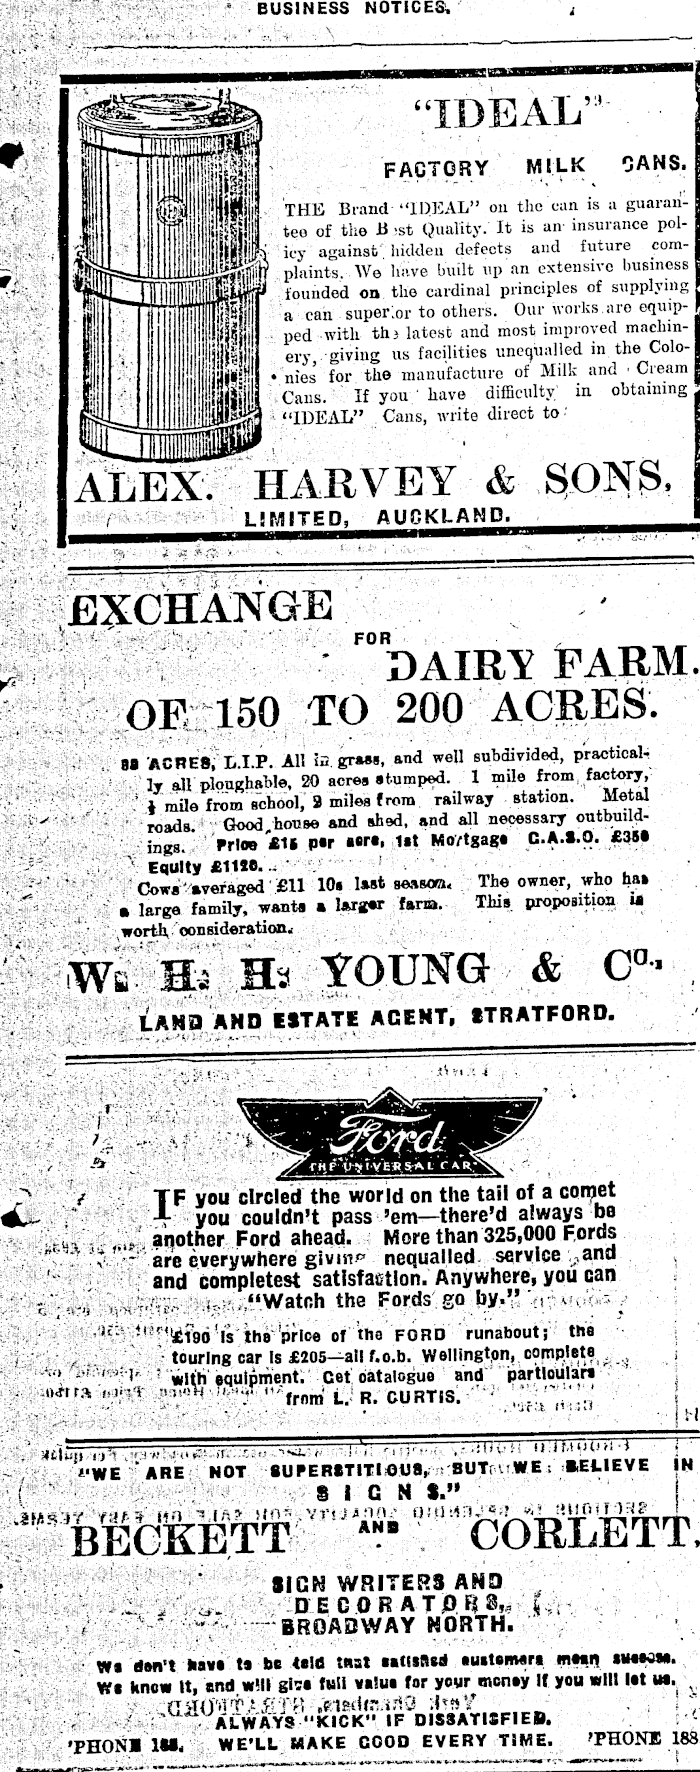 BUSINESS NOTICES.
"IDEAL"
FACTORY MILK CANS.
THE Brand "IDEAL" on the can is a guaran-
tee of the Best Quality. It is an insurance pol-
icy against hidden defects and future com-
plaints. We have built up an extensive business
founded on the cardinal principles of supplying
a can superior to others. Our works are equip-
ped with the latest and most improved machin-
ery, giving us facilities unequalled in the Colo-
nies for the manufacture of Milk and Cream
Cans. If you have difficulty in obtaining
"IDEAL" Cans, write direct to
ALEX. HARVEY & SONS,
LIMITED, AUCKLAND.
EXCHANGE
FOR
DAIRY FARM.
OF 150 TO 200 ACRES.
88 ACRES, L.I.P. All in grass, and well subdivided, practical-
ly all ploughable, 20 acres stumped. 1 mile from factory,
mile from school, 2 miles from railway station. Metal
roads. Good house and shed, and all necessary outbuild-
ings. Price £15 per acre, 1st Mortgage G.A.S.O. £350
Equity £1120.
Cows averaged £11 10s last season. The owner, who has
a large family, wants a larger farm. This proposition is
worth consideration.
W. H. H. YOUNG & CO.,
LAND AND ESTATE AGENT, STRATFORD.
Ford
THE UNIVERSAL CAR
IF you circled the world on the tail of a comet
you couldn't pass 'em—there'd always be
another Ford ahead. More than 325,000 Fords
are everywhere giving nequalled service and
and completest satisfaction. Anywhere, you can
"Watch the Fords go by."
£190 is the price of the FORD runabout; the
touring car is £205—all f.o.b. Wellington, complete
with equipment. Get catalogue and particulars
from L. R. CURTIS.
"WE ARE NOT SUPERSTITIOUS, BUT WE BELIEVE IN
SIGNS."
BECKETT AND CORLETT,
SIGN WRITERS AND
DECORATORS,
BROADWAY NORTH.
We don't have to be told that satisfied customers mean success.
We know it, and will give full value for your money if you will let us.
ALWAYS "KICK" IF DISSATISFIED.
'PHONE 188. WE'LL MAKE GOOD EVERY TIME. 'PHONE 188